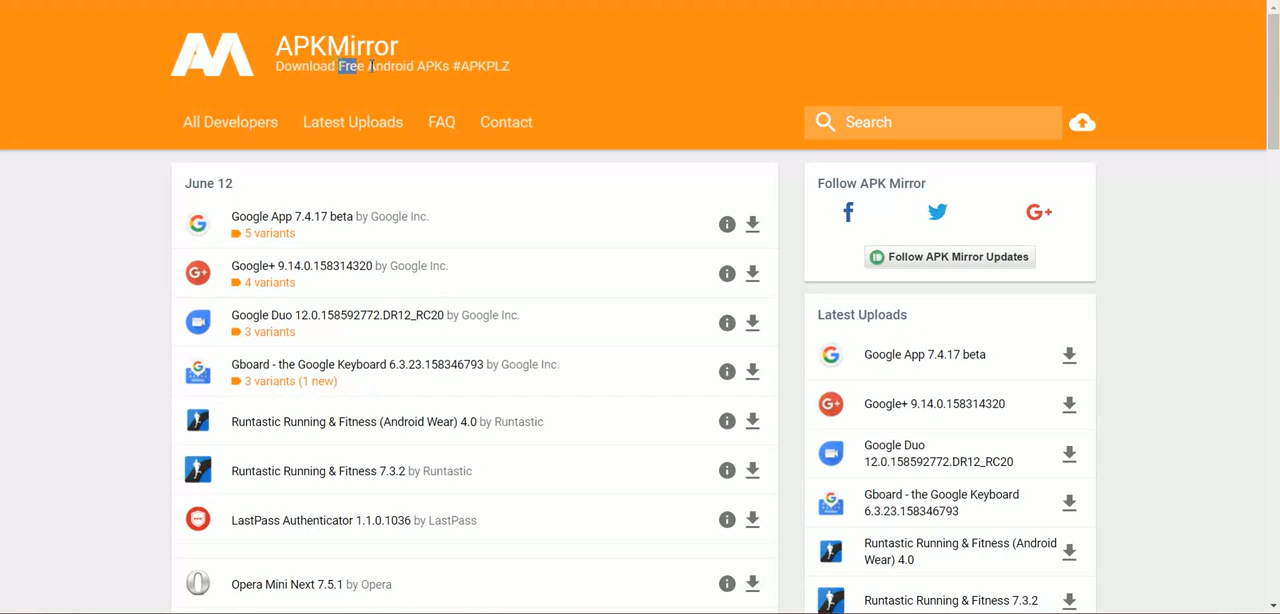 APKMirror
Download Free Android APKs #APKPLZ
All Developers
Latest Uploads
FAQ
Contact
Search
June 12
Google App 7.4.17 beta by Google Inc.
5 variants
Google+ 9.14.0.158314320 by Google Inc.
4 variants
Google Duo 12.0.158592772.DR12_RC20 by Google Inc.
3 variants
Gboard - the Google Keyboard 6.3.23.158346793 by Google Inc.
3 variants (1 new)
Runtastic Running & Fitness (Android Wear) 4.0 by Runtastic
Runtastic Running & Fitness 7.3.2 by Runtastic
LastPass Authenticator 1.1.0.1036 by LastPass
Opera Mini Next 7.5.1 by Opera
Follow APK Mirror
Follow APK Mirror Updates
Latest Uploads
Google App 7.4.17 beta
Google+ 9.14.0.158314320
Google Duo
12.0.158592772.DR12_RC20
Gboard - the Google Keyboard
6.3.23.158346793
Runtastic Running & Fitness (Android
Wear) 4.0
Runtastic Running & Fitness 7.3.2